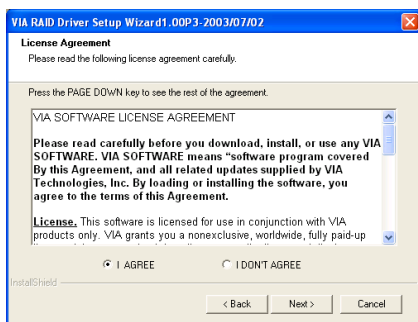 VIA RAID Driver Setup Wizard1.00P3-2003/07/02
License Agreement
Please read the following license agreement carefully.
Press the PAGE DOWN key to see the rest of the agreement.
VIA SOFTWARE LICENSE AGREEMENT
Please read carefully before you download, install, or use any VIA
SOFTWARE. VIA SOFTWARE means "software program covered
By this Agreement, and all related updates supplied by VIA
Technologies, Inc. By loading or installing the software, you
agree to the terms of this Agreement.
License. This software is licensed for use in conjunction with VIA
products only. VIA grants you a nonexclusive, worldwide, fully paid-up
I AGREE
I DON'T AGREE
InstallShield
< Back
Next >
Cancel